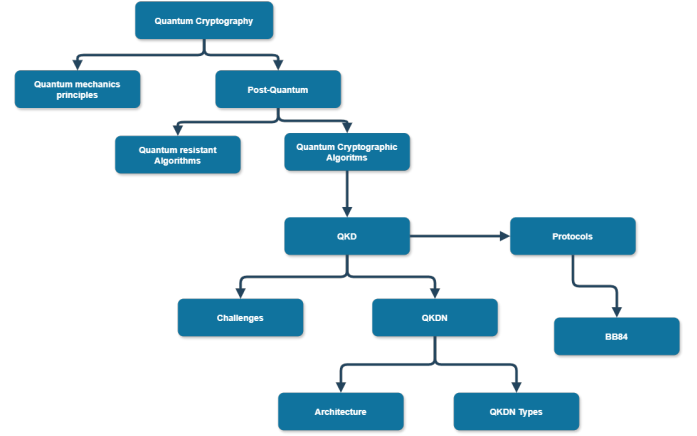 Quantum Cryptography
Quantum mechanics
principles
Post-Quantum
Quantum resistant
Algorithms
Quantum Cryptographic
Algoritms
QKD
Protocols
Challenges
QKDN
BB84
Architecture
QKDN Types